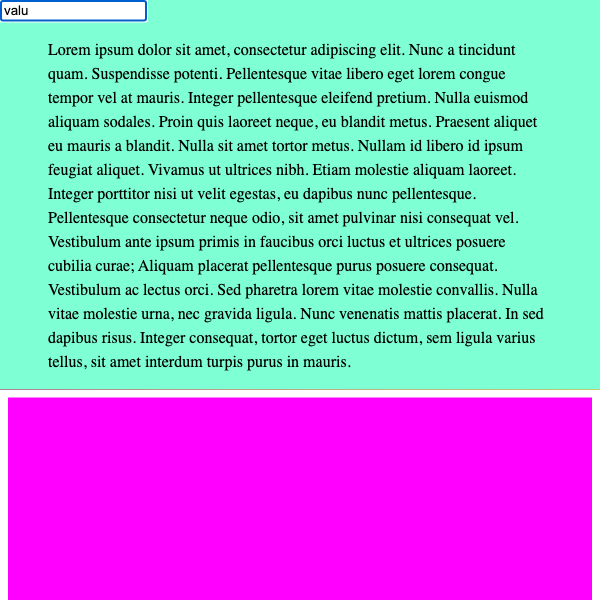 valu
Lorem ipsum dolor sit amet, consectetur adipiscing elit. Nunc a tincidunt
quam. Suspendisse potenti. Pellentesque vitae libero eget lorem congue
tempor vel at mauris. Integer pellentesque eleifend pretium. Nulla euismod
aliquam sodales. Proin quis laoreet neque, eu blandit metus. Praesent aliquet
eu mauris a blandit. Nulla sit amet tortor metus. Nullam id libero id ipsum
feugiat aliquet. Vivamus ut ultrices nibh. Etiam molestie aliquam laoreet.
Integer porttitor nisi ut velit egestas, eu dapibus nunc pellentesque.
Pellentesque consectetur neque odio, sit amet pulvinar nisi consequat vel.
Vestibulum ante ipsum primis in faucibus orci luctus et ultrices posuere
cubilia curae; Aliquam placerat pellentesque purus posuere consequat.
Vestibulum ac lectus orci. Sed pharetra lorem vitae molestie convallis. Nulla
vitae molestie urna, nec gravida ligula. Nunc venenatis mattis placerat. In sed
dapibus risus. Integer consequat, tortor eget luctus dictum, sem ligula varius
tellus, sit amet interdum turpis purus in mauris.